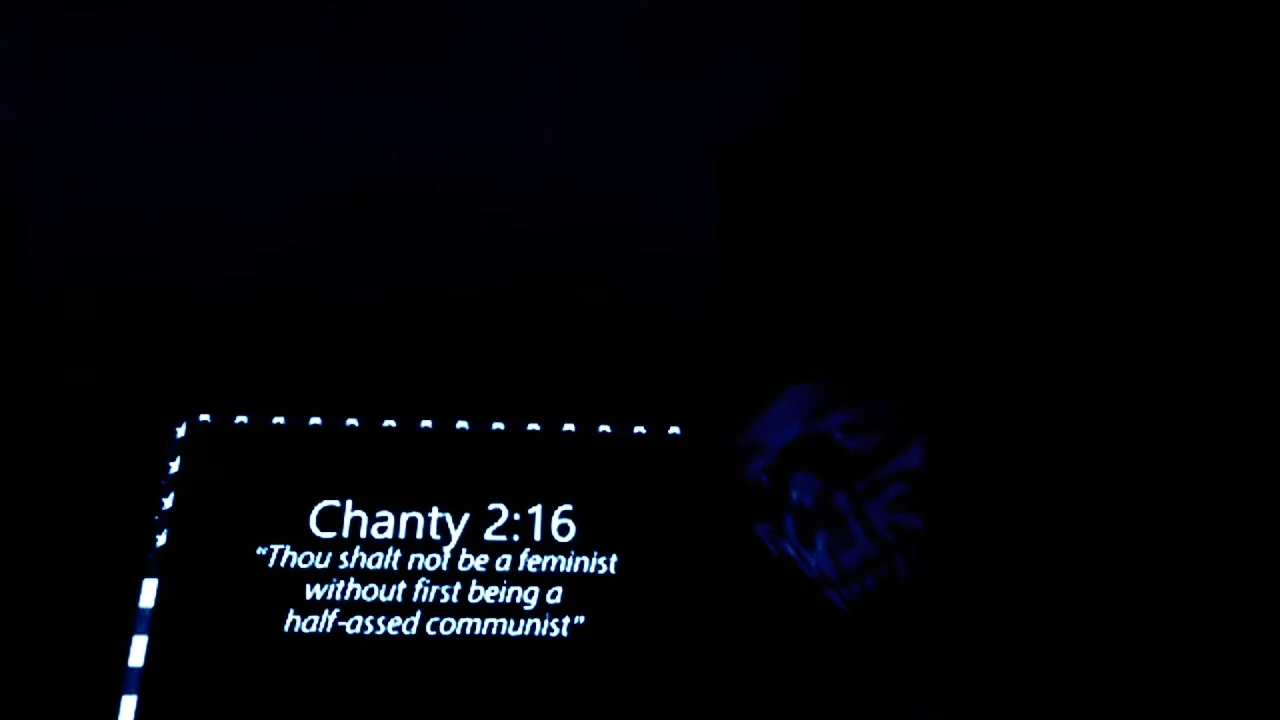 Chanty 2:16
“Thou shalt not be a feminist
without first being a
half-assed communist”